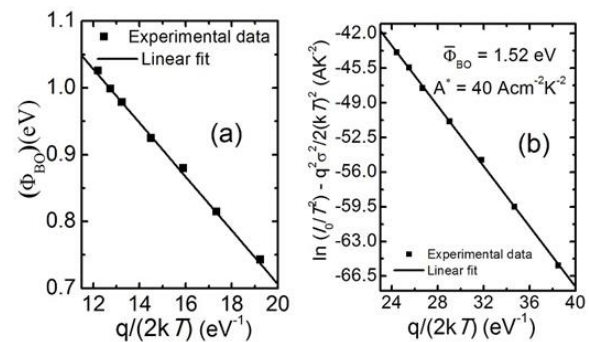 1.1
1.0
0.9
0.8
0.7
(Φ_BO)(eV)
Experimental data
Linear fit
(a)
12 14 16 18 20
q/(2kT) (eV⁻¹)
-42.0
-45.5
-49.0
-52.5
-56.0
-59.5
-63.0
-66.5
ln (I₀/T²) - q²σ²/2(kT)² (AK⁻²)
Φ̄_BO = 1.52 eV
A* = 40 Acm⁻²K⁻²
(b)
Experimental data
Linear fit
24 28 32 36 40
q/(2kT) (eV⁻¹)